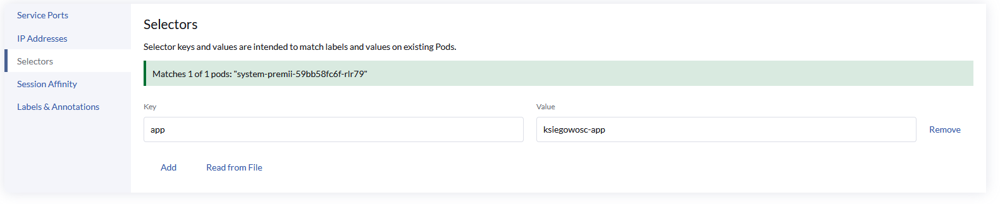 Service Ports
IP Addresses
Selectors
Session Affinity
Labels & Annotations
Selectors
Selector keys and values are intended to match labels and values on existing Pods.
Matches 1 of 1 pods: "system-premii-59bb58fc6f-rlr79"
Key
Value
app
ksiegowosc-app
Remove
Add
Read from File